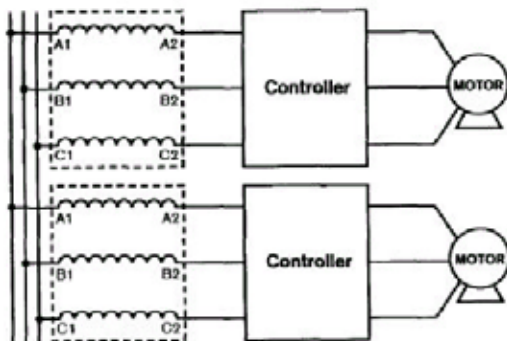 A1 A2
B1 B2
Controller
MOTOR
C1 C2
A1 A2
B1 B2
Controller
MOTOR
C1 C2